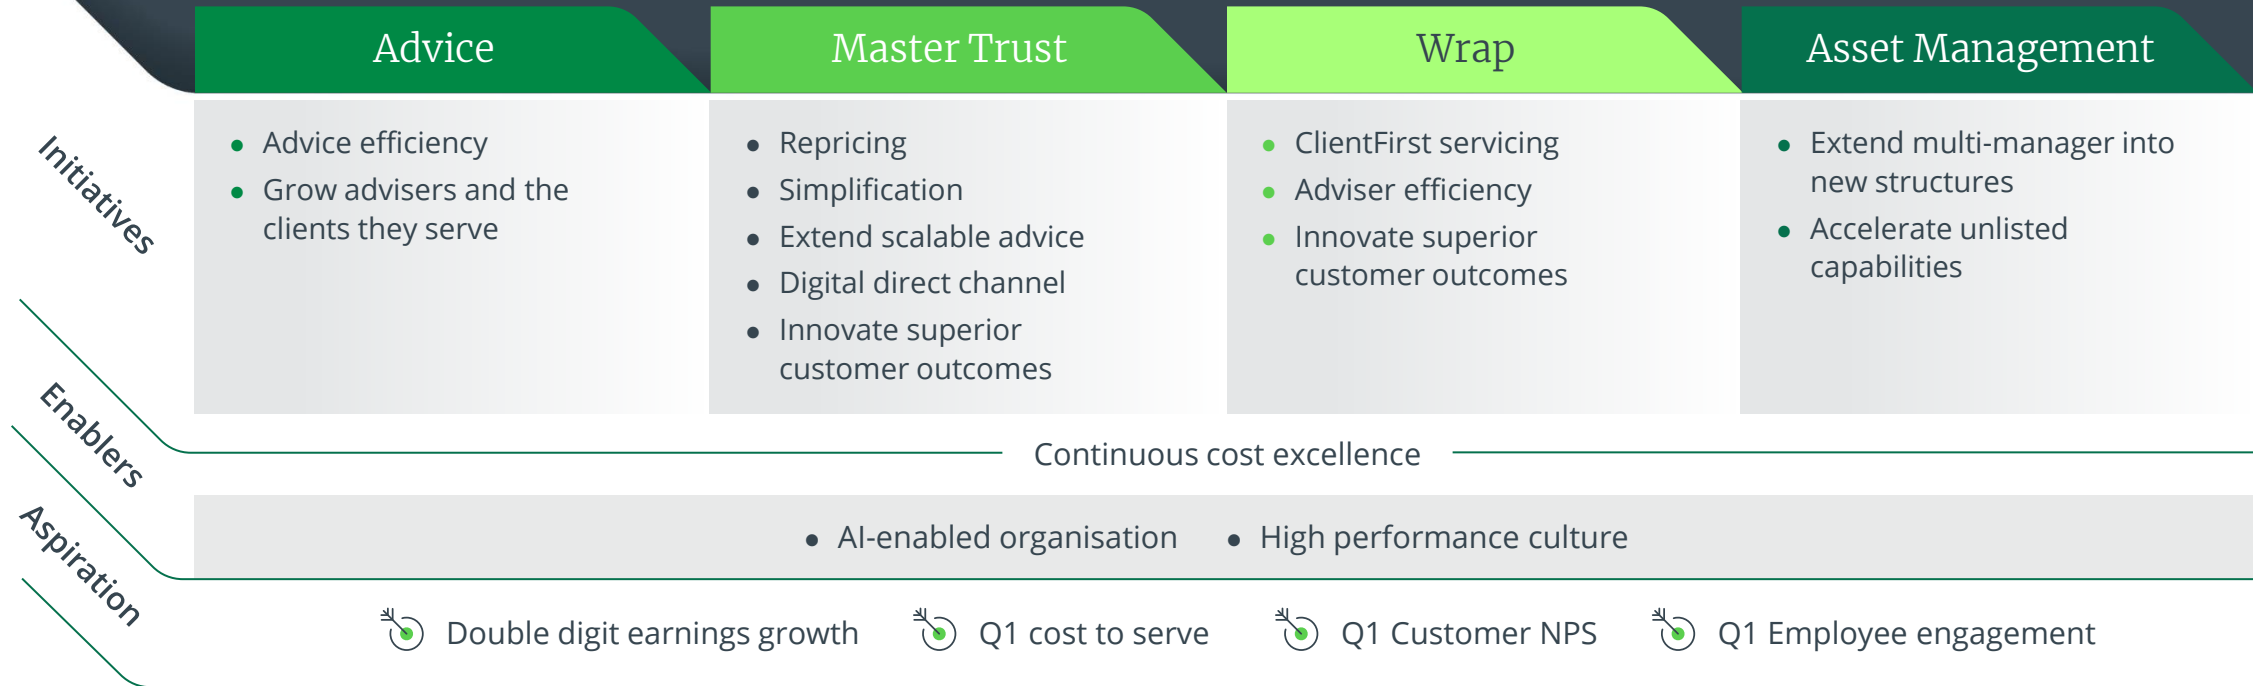 Advice
Master Trust
Wrap
Asset Management
Initiatives
Advice efficiency
Grow advisers and the
clients they serve
Repricing
Simplification
Extend scalable advice
Digital direct channel
Innovate superior
customer outcomes
ClientFirst servicing
Adviser efficiency
Innovate superior
customer outcomes
Extend multi-manager into
new structures
Accelerate unlisted
capabilities
Continuous cost excellence
Enablers
AI-enabled organisation
High performance culture
Aspiration
Double digit earnings growth
Q1 cost to serve
Q1 Customer NPS
Q1 Employee engagement